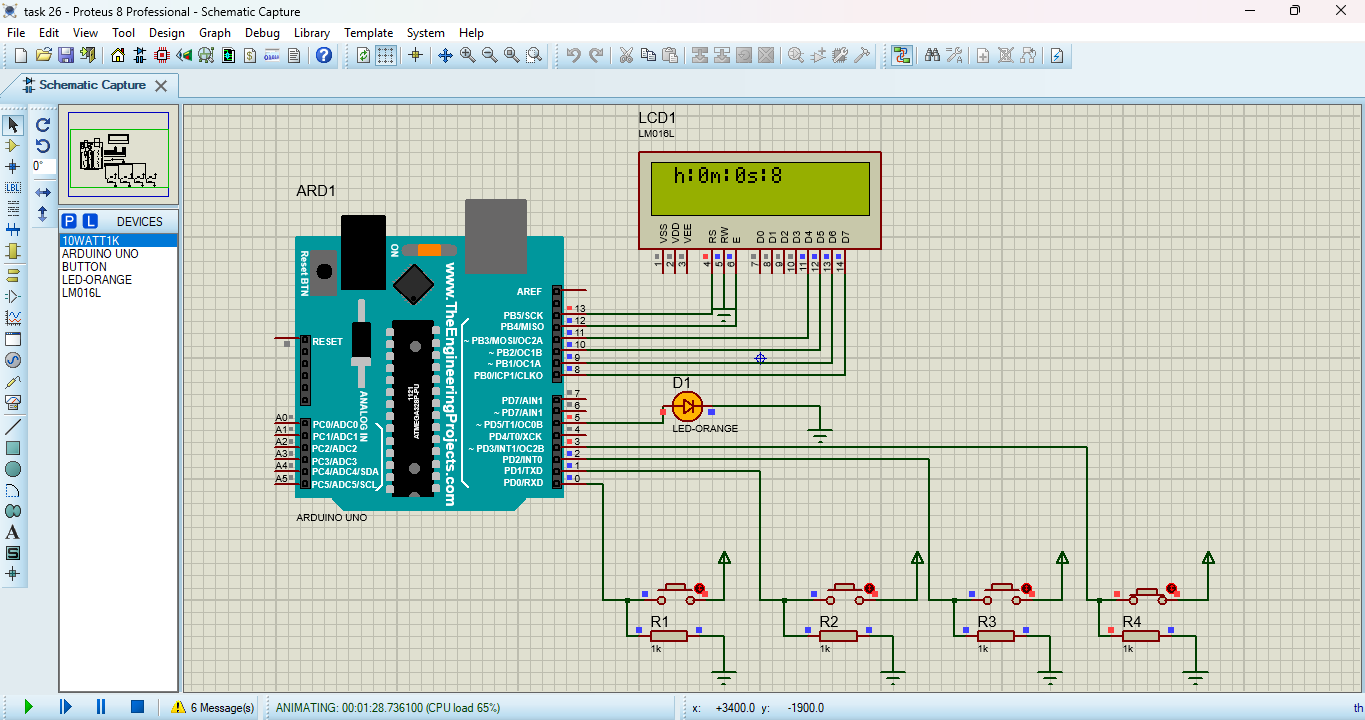 task 26 - Proteus 8 Professional - Schematic Capture
File Edit View Tool Design Graph Debug Library Template System Help
Schematic Capture
0°
P L DEVICES
10WATT1K
ARDUINO UNO
BUTTON
LED-ORANGE
LM016L
LBL
A
S
LCD1
LM016L
h:0m:0s:8
VSS
VDD
VEE
RS
RW
E
D0
D1
D2
D3
D4
D5
D6
D7
1
2
3
4
5
6
7
8
9
10
11
12
13
14
ARD1
ON
Reset BTN
www.TheEngineeringProjects.com
1121
ATMEGA328P-PU
ANALOG IN
RESET
AREF
PB5/SCK 13
PB4/MISO 12
~ PB3/MOSI/OC2A 11
~ PB2/OC1B 10
~ PB1/OC1A 9
PB0/ICP1/CLKO 8
PD7/AIN1 7
~ PD7/AIN1 6
~ PD5/T1/OC0B 5
PD4/T0/XCK 4
~ PD3/INT1/OC2B 3
PD2/INT0 2
PD1/TXD 1
PD0/RXD 0
A0 PC0/ADC0
A1 PC1/ADC1
A2 PC2/ADC2
A3 PC3/ADC3
A4 PC4/ADC4/SDA
A5 PC5/ADC5/SCL
ARDUINO UNO
D1
LED-ORANGE
R1
1k
R2
1k
R3
1k
R4
1k
6 Message(s) ANIMATING: 00:01:28.736100 (CPU load 65%) x: +3400.0 y: -1900.0 th